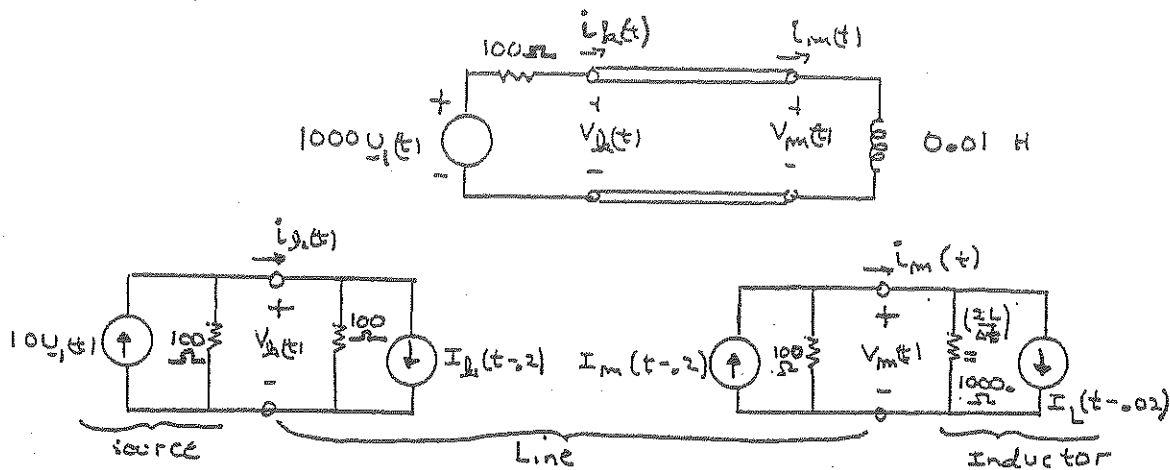 i_k(t) i_m(t)
100Ω
+ + +
1000 u_1(t) V_k(t) V_m(t) 0.01 H
- - -
i_k(t) i_m(t)
+ +
10 u_1(t) 100 Ω V_k(t) 100 Ω I_k(t-.2) I_m(t-.2) 100 Ω V_m(t) (2L/Δt) = 1000. Ω I_L(t-.02)
- -
source Line Inductor